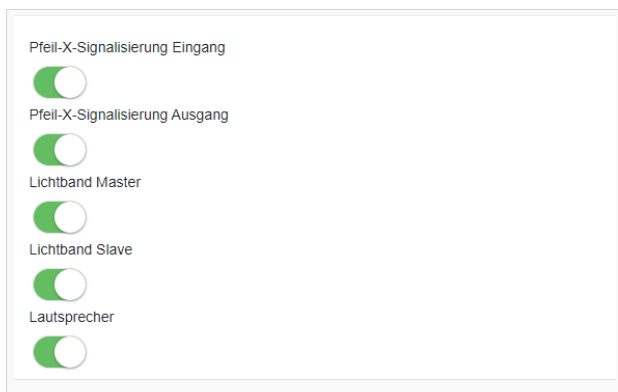 Pfeil-X-Signalisierung Eingang
Pfeil-X-Signalisierung Ausgang
Lichtband Master
Lichtband Slave
Lautsprecher